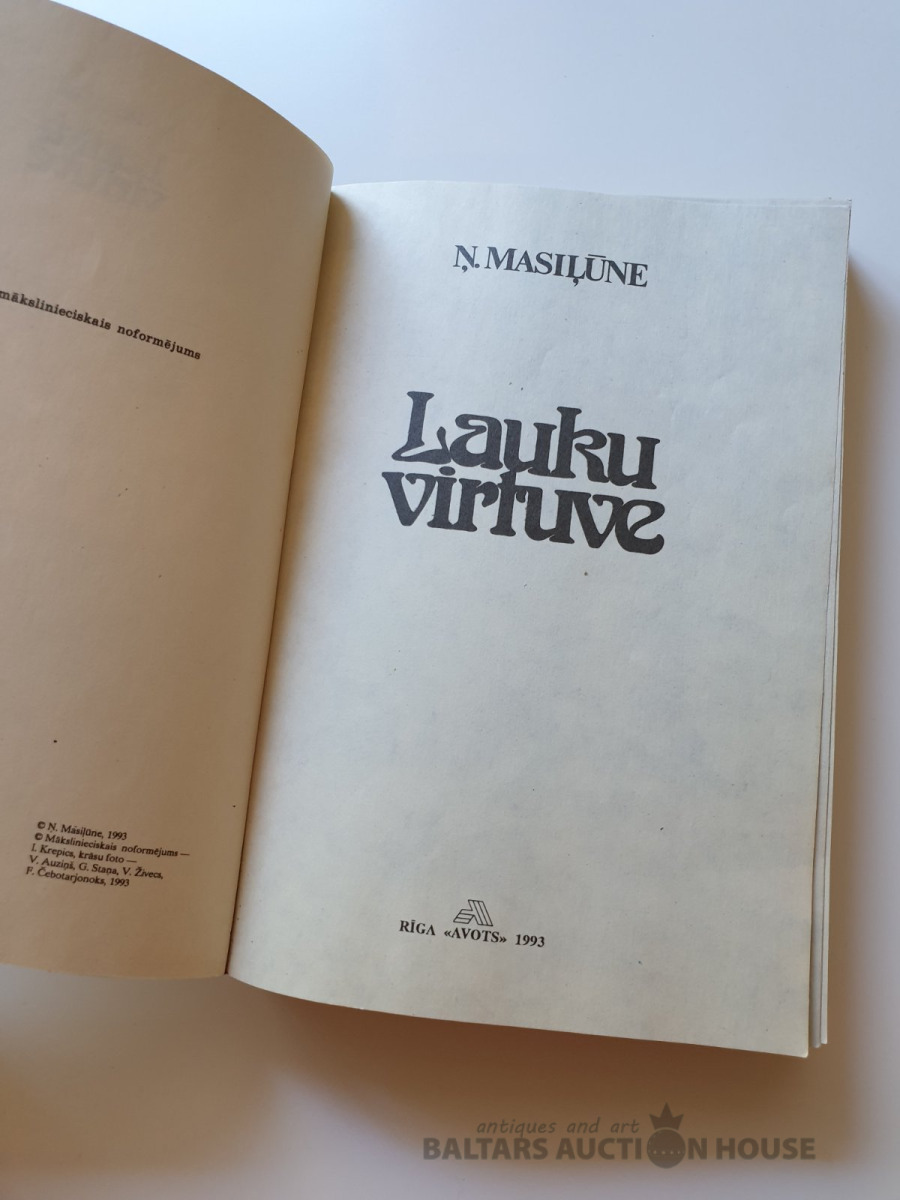 mākslinieciskais noformējums
© Ņ. Masiļūne, 1993
© Mākslinieciskais noformējums —
I. Krepics, krāsu foto —
V. Auziņš, G. Staņa, V. Živecs,
F. Čebotarjonoks, 1993
Ņ. MASIĻŪNE
Lauku
virtuve
RĪGA «AVOTS» 1993
antiques and art
BALTARS AUCTION HOUSE